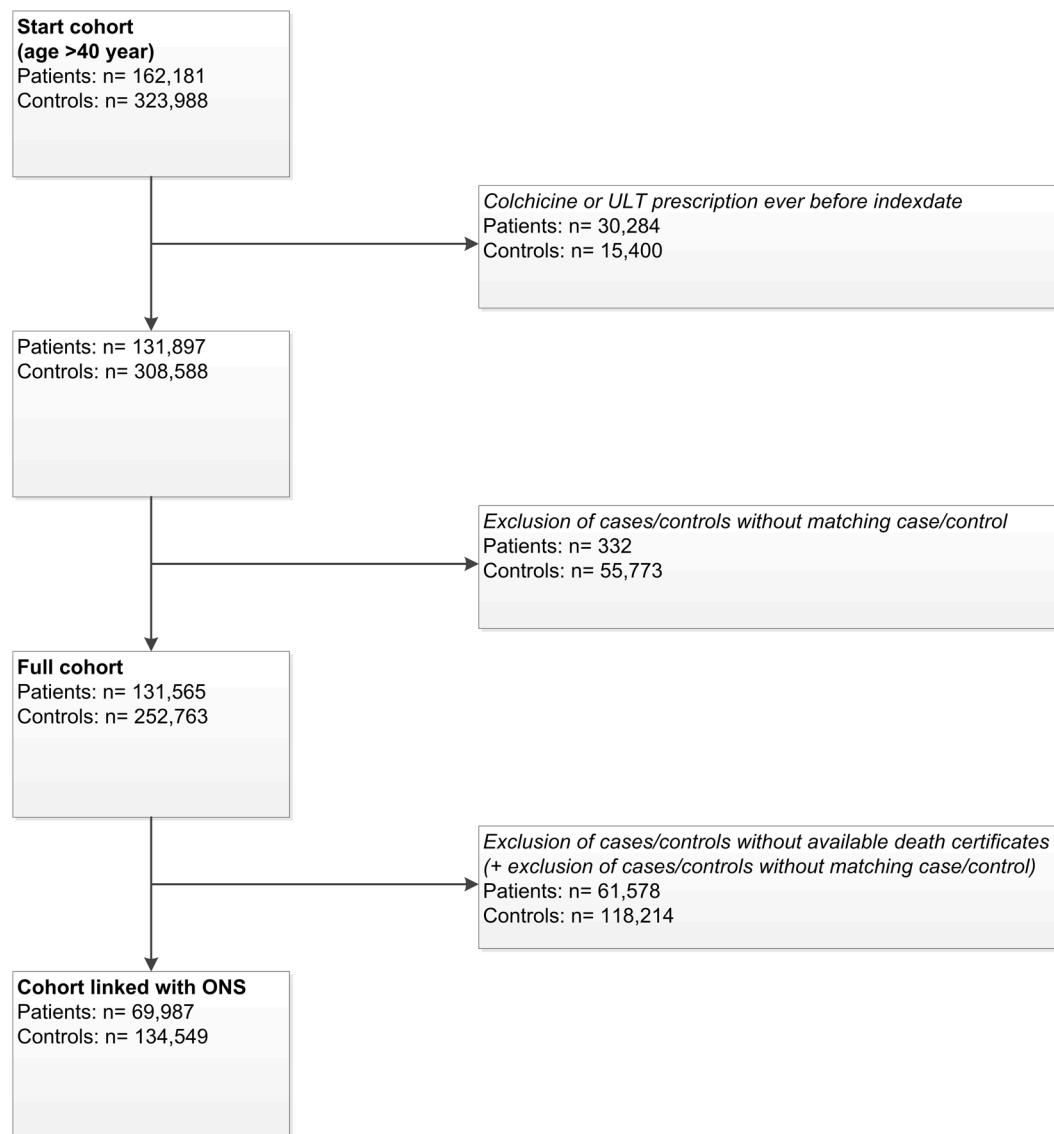 Start cohort
(age >40 year)
Patients: n= 162,181
Controls: n= 323,988
Colchicine or ULT prescription ever before indexdate
Patients: n= 30,284
Controls: n= 15,400
Patients: n= 131,897
Controls: n= 308,588
Exclusion of cases/controls without matching case/control
Patients: n= 332
Controls: n= 55,773
Full cohort
Patients: n= 131,565
Controls: n= 252,763
Exclusion of cases/controls without available death certificates
(+ exclusion of cases/controls without matching case/control)
Patients: n= 61,578
Controls: n= 118,214
Cohort linked with ONS
Patients: n= 69,987
Controls: n= 134,549